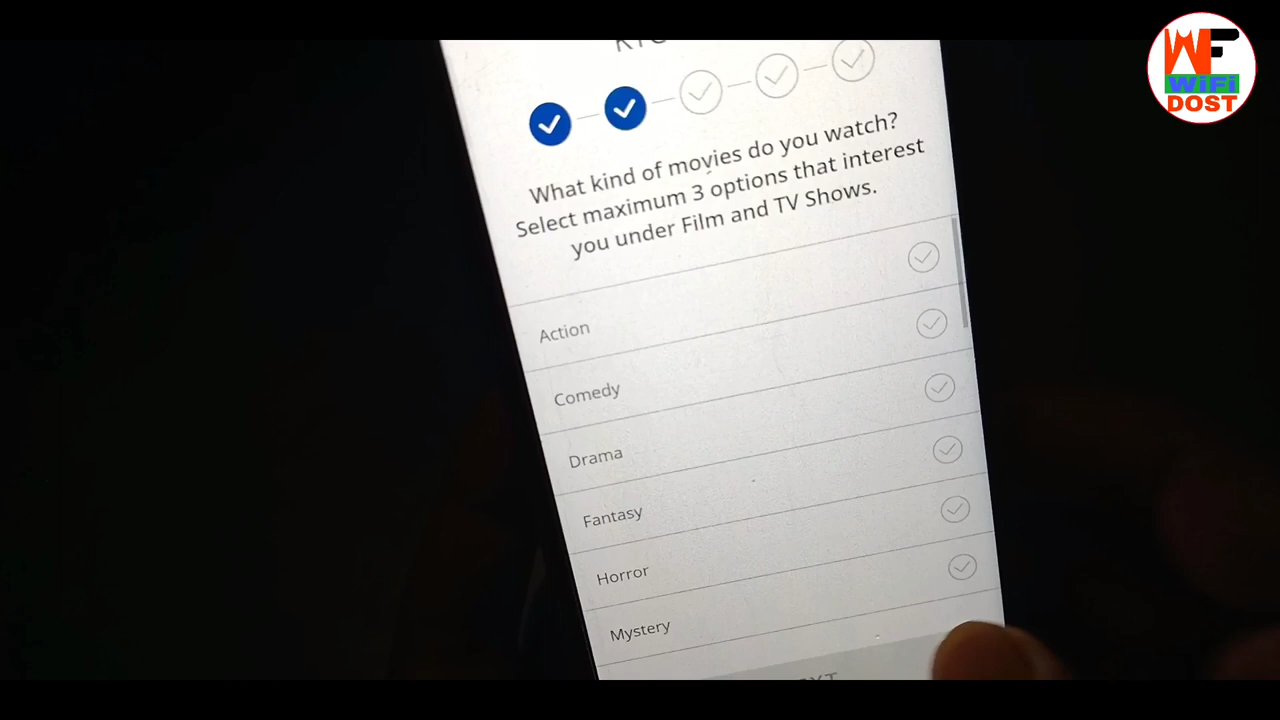 WF
WiFi
DOST
What kind of movies do you watch?
Select maximum 3 options that interest
you under Film and TV Shows.
Action
Comedy
Drama
Fantasy
Horror
Mystery